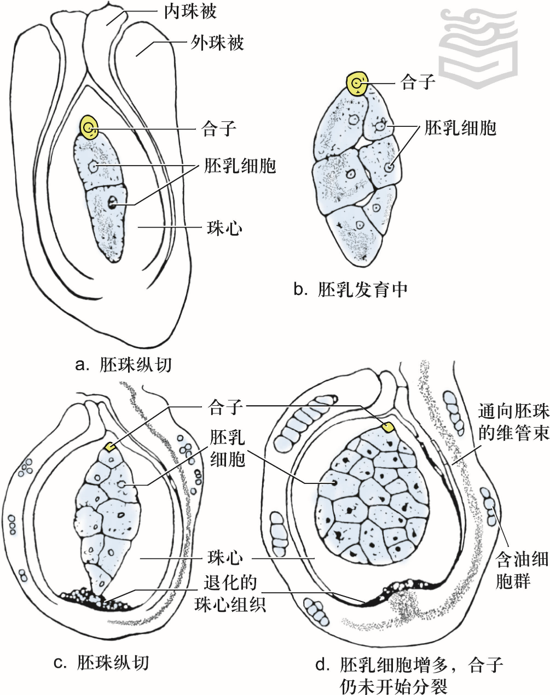 内珠被
外珠被
合子
胚乳细胞
珠心
a. 胚珠纵切
合子
胚乳细胞
b. 胚乳发育中
合子
胚乳
细胞
珠心
退化的
珠心组织
通向胚珠
的维管束
含油细
胞群
c. 胚珠纵切
d. 胚乳细胞增多，合子
仍未开始分裂